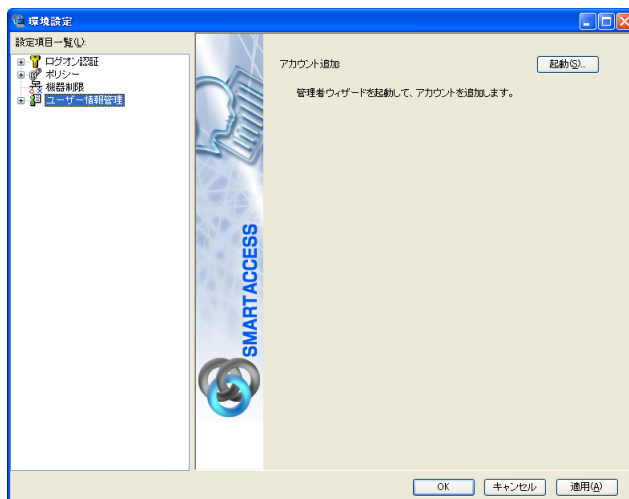 環境設定
設定項目一覧(L):
ログオン認証
ポリシー
機器制限
ユーザー情報管理
SMARTACCESS
アカウント追加
起動(S)...
管理者ウィザードを起動して、アカウントを追加します。
OK
キャンセル
適用(A)